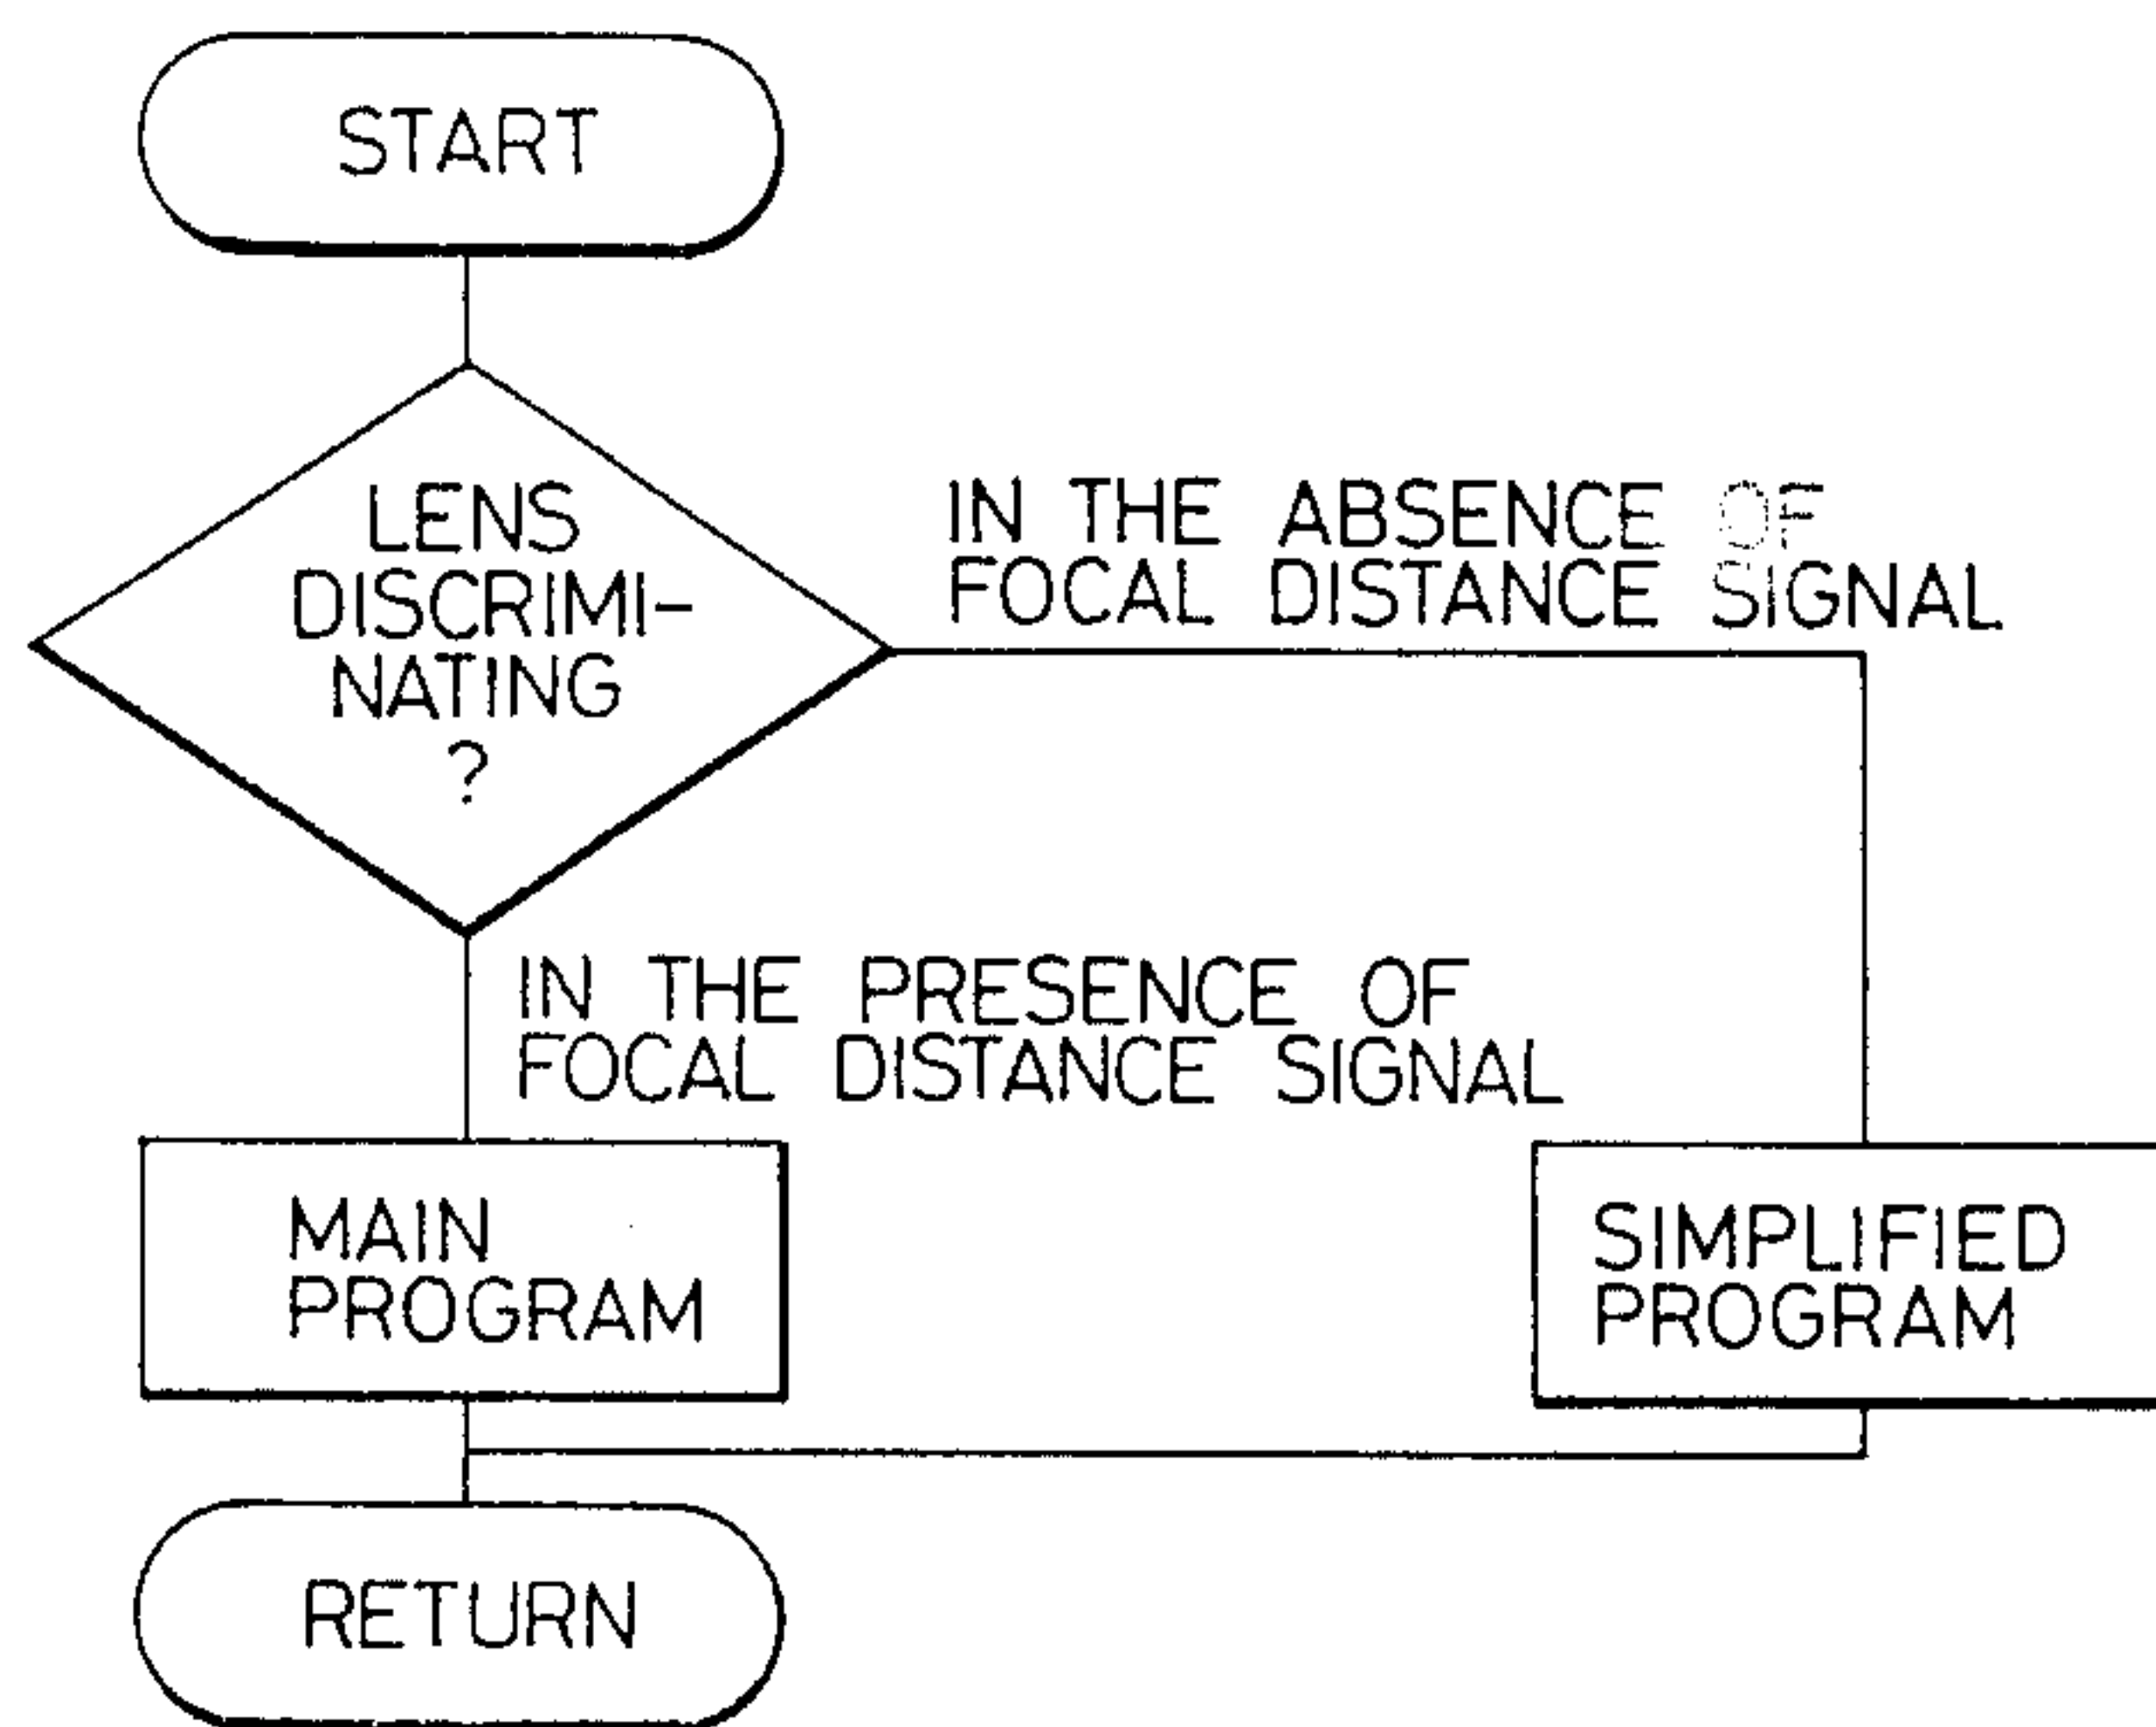 START
LENS
DISCRIMI-
NATING
?
IN THE ABSENCE OF
FOCAL DISTANCE SIGNAL
IN THE PRESENCE OF
FOCAL DISTANCE SIGNAL
MAIN
PROGRAM
SIMPLIFIED
PROGRAM
RETURN